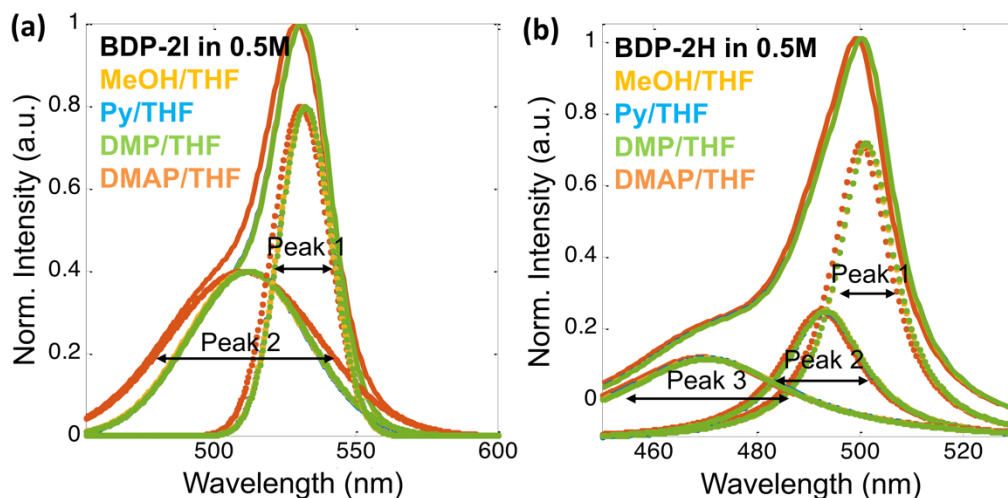 (a)
BDP-2I in 0.5M
MeOH/THF
Py/THF
DMP/THF
DMAP/THF
Peak 1
Peak 2
Norm. Intensity (a.u.)
1
0.8
0.6
0.4
0.2
0
500
550
600
Wavelength (nm)
(b)
BDP-2H in 0.5M
MeOH/THF
Py/THF
DMP/THF
DMAP/THF
Peak 1
Peak 2
Peak 3
Norm. Intensity (a.u.)
1
0.8
0.6
0.4
0.2
0
460
480
500
520
Wavelength (nm)